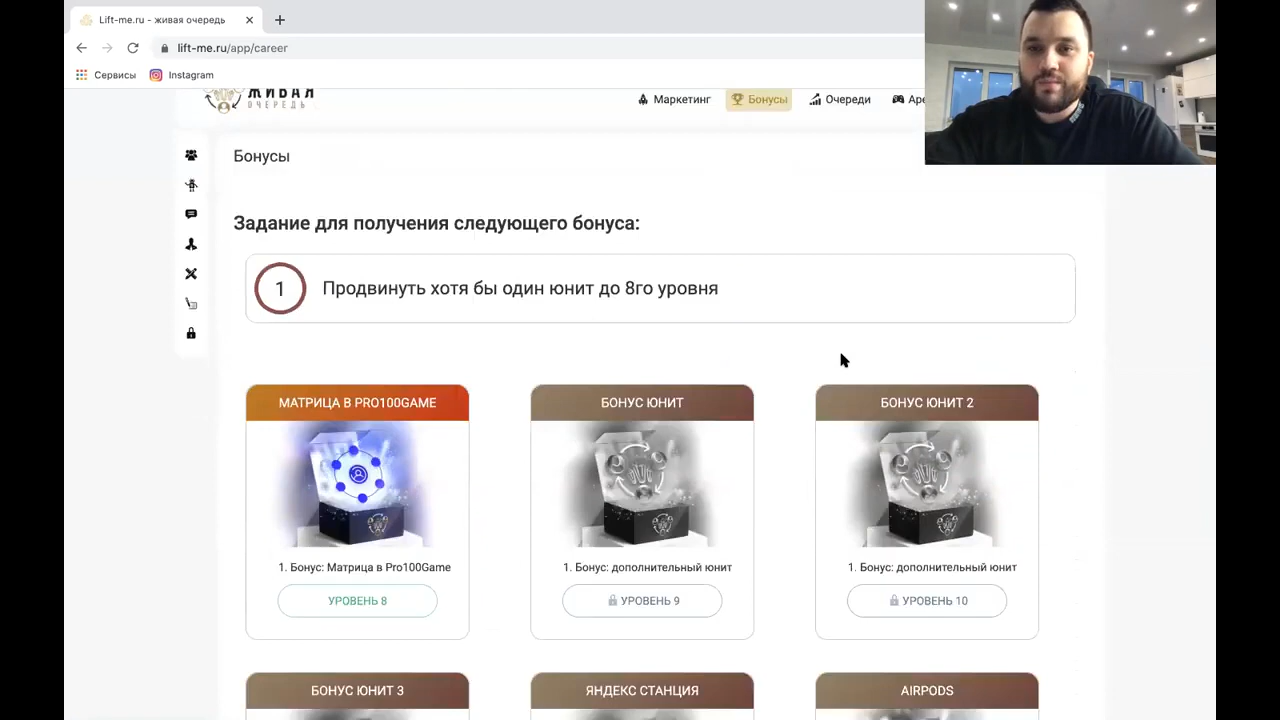 Lift-me.ru - живая очередь
lift-me.ru/app/career
Сервисы
Instagram
ЖИВАЯ
ОЧЕРЕДЬ
Маркетинг
Бонусы
Очереди
Бонусы
Задание для получения следующего бонуса:
1
Продвинуть хотя бы один юнит до 8го уровня
МАТРИЦА В PRO100GAME
БОНУС ЮНИТ
БОНУС ЮНИТ 2
1. Бонус: Матрица в Pro100Game
1. Бонус: дополнительный юнит
1. Бонус: дополнительный юнит
УРОВЕНЬ 8
УРОВЕНЬ 9
УРОВЕНЬ 10
БОНУС ЮНИТ 3
ЯНДЕКС СТАНЦИЯ
AIRPODS